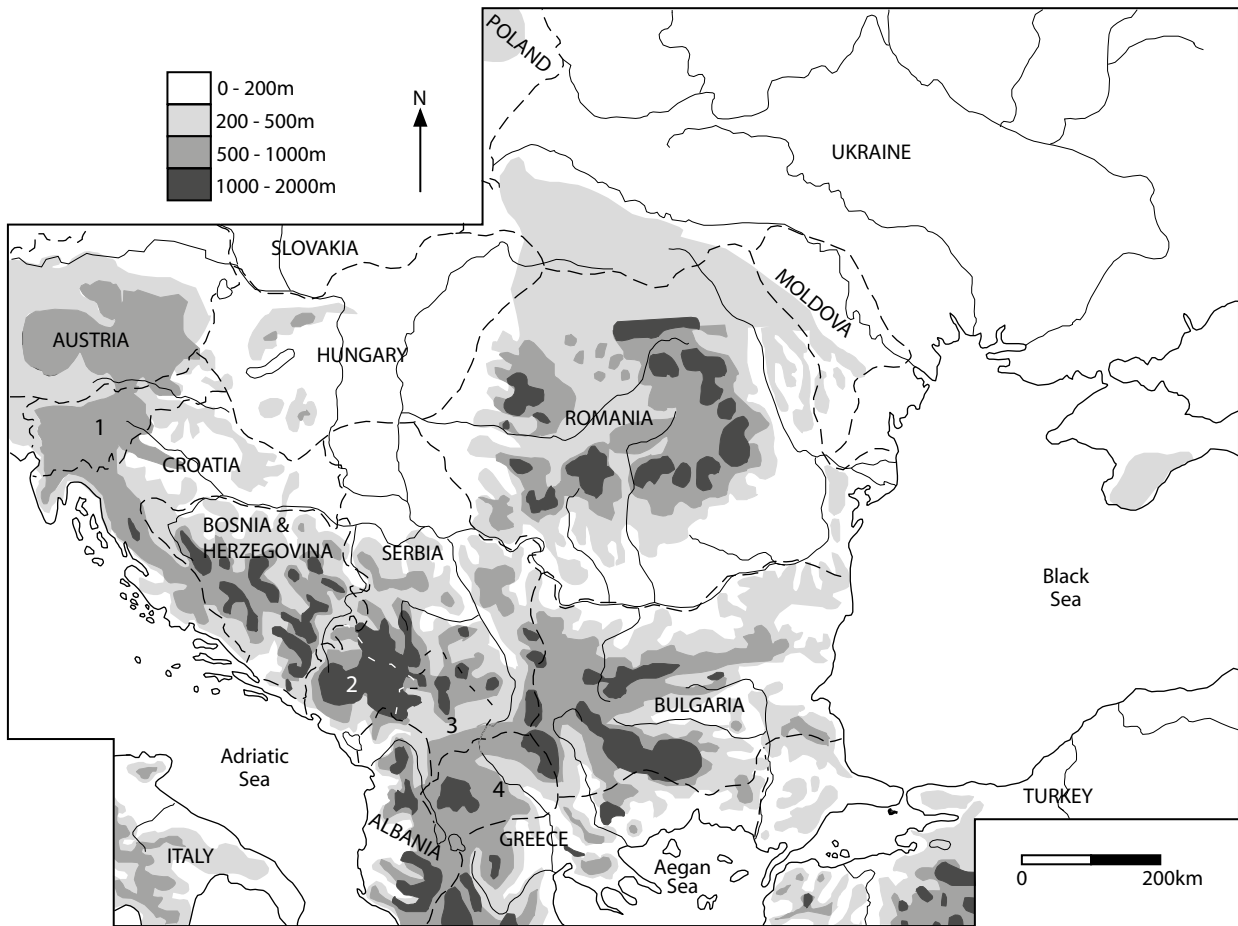 POLAND
0 - 200m
200 - 500m
500 - 1000m
1000 - 2000m
N
UKRAINE
SLOVAKIA
MOLDOVA
AUSTRIA
HUNGARY
ROMANIA
1
CROATIA
BOSNIA &
HERZEGOVINA
SERBIA
Black
Sea
2
3
BULGARIA
Adriatic
Sea
4
TURKEY
ALBANIA
GREECE
ITALY
Aegan
Sea
0
200km